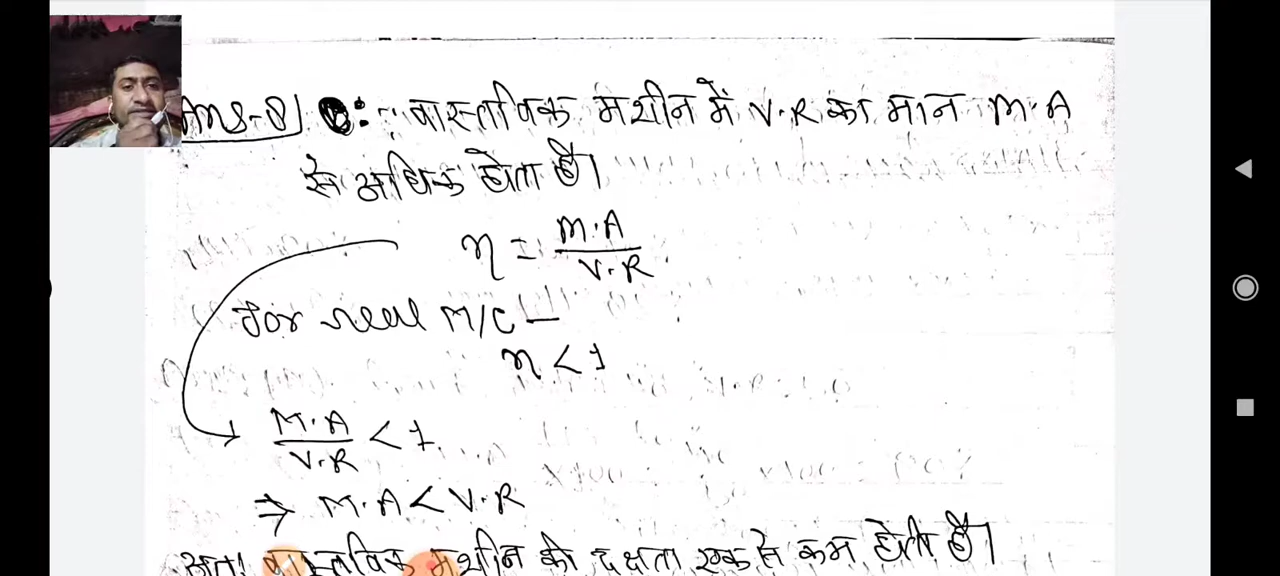 Ans-8) वास्तविक मशीन में V.R का मान M.A
से अधिक होता है।
η = M.A / V.R
for real M/C —
η < 1
M.A / V.R < 1
⇒ M.A < V.R
अतः वास्तविक मशीन की दक्षता एक से कम होती है।